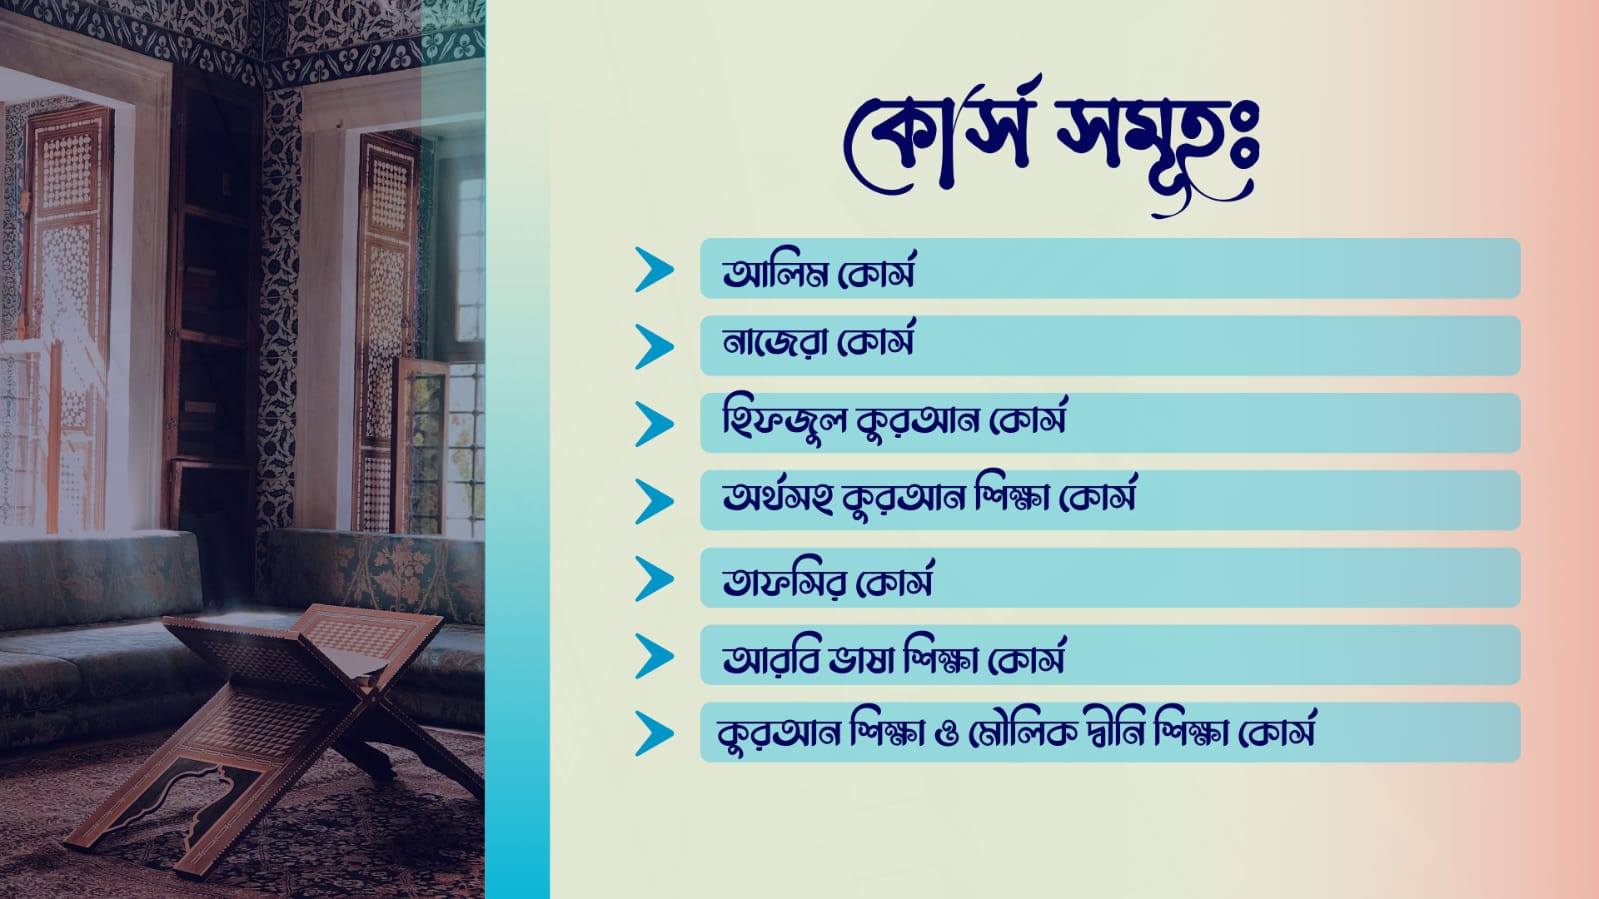 কোর্স সমূহঃ
আলিম কোর্স
নাজেরা কোর্স
হিফজুল কুরআন কোর্স
অর্থসহ কুরআন শিক্ষা কোর্স
তাফসির কোর্স
আরবি ভাষা শিক্ষা কোর্স
কুরআন শিক্ষা ও মৌলিক দ্বীনি শিক্ষা কোর্স